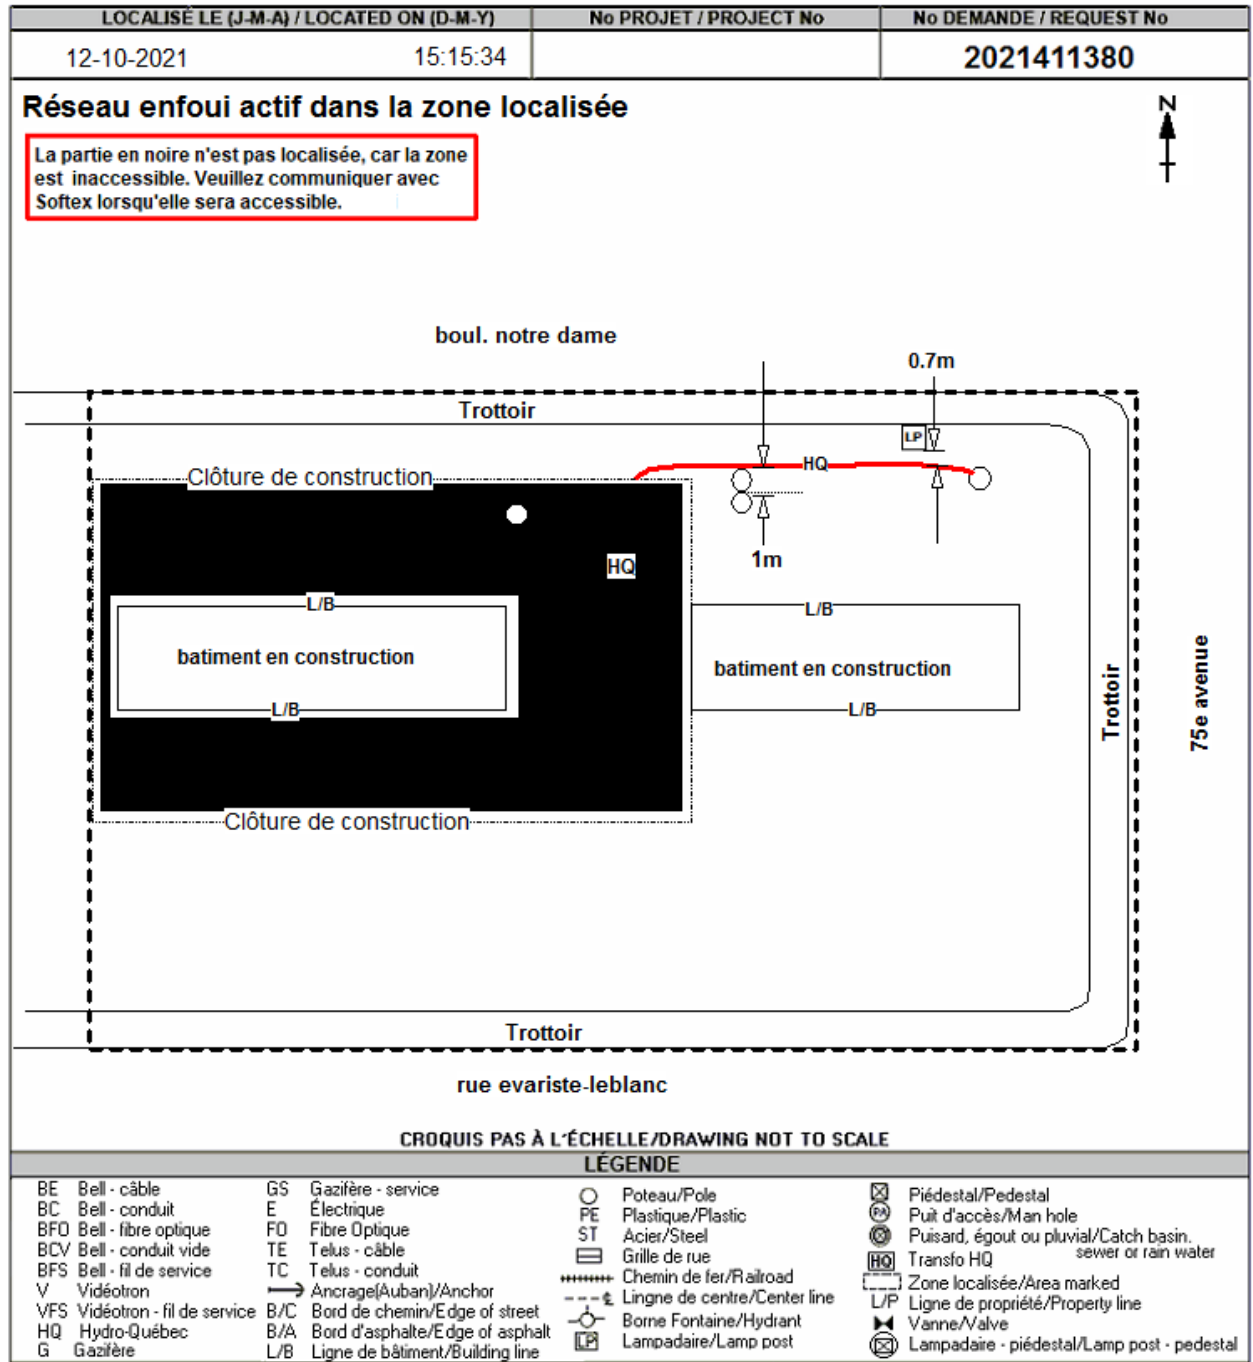 LOCALISÉ LE (J-M-A) / LOCATED ON (D-M-Y) No PROJET / PROJECT No No DEMANDE / REQUEST No
12-10-2021 15:15:34 2021411380
Réseau enfoui actif dans la zone localisée
N
La partie en noire n'est pas localisée, car la zone
est inaccessible. Veuillez communiquer avec
Softex lorsqu'elle sera accessible.
boul. notre dame
0.7m
Trottoir
LP
HQ
Clôture de construction
1m
HQ
L/B
L/B
batiment en construction
batiment en construction
L/B
L/B
Trottoir
75e avenue
Clôture de construction
Trottoir
rue evariste-leblanc
CROQUIS PAS À L'ÉCHELLE/DRAWING NOT TO SCALE
LÉGENDE
BE Bell - câble
BC Bell - conduit
BFO Bell - fibre optique
BCV Bell - conduit vide
BFS Bell - fil de service
V Vidéotron
VFS Vidéotron - fil de service
HQ Hydro-Québec
G Gazifère
GS Gazifère - service
E Électrique
FO Fibre Optique
TE Telus - câble
TC Telus - conduit
Ancrage(Auban)/Anchor
B/C Bord de chemin/Edge of street
B/A Bord d'asphalte/Edge of asphalt
L/B Ligne de bâtiment/Building line
Poteau/Pole
PE Plastique/Plastic
ST Acier/Steel
Grille de rue
Chemin de fer/Railroad
Lingne de centre/Center line
Borne Fontaine/Hydrant
LP Lampadaire/Lamp post
Piédestal/Pedestal
PA Puit d'accès/Man hole
Puisard, égout ou pluvial/Catch basin.
sewer or rain water
HQ Transfo HQ
Zone localisée/Area marked
L/P Ligne de propriété/Property line
Vanne/Valve
Lampadaire - piédestal/Lamp post - pedestal